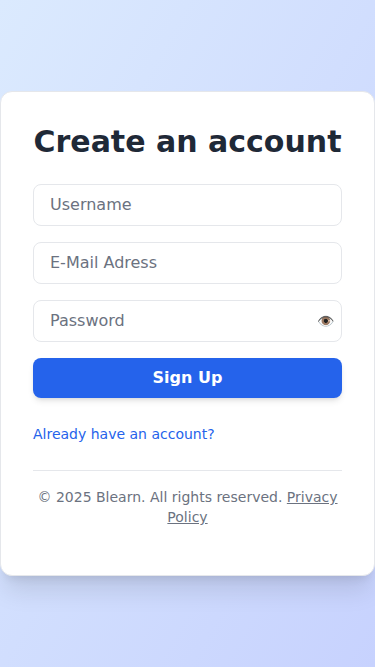 Create an account
Username
E-Mail Adress
Password
Sign Up
Already have an account?
© 2025 Blearn. All rights reserved. Privacy
Policy